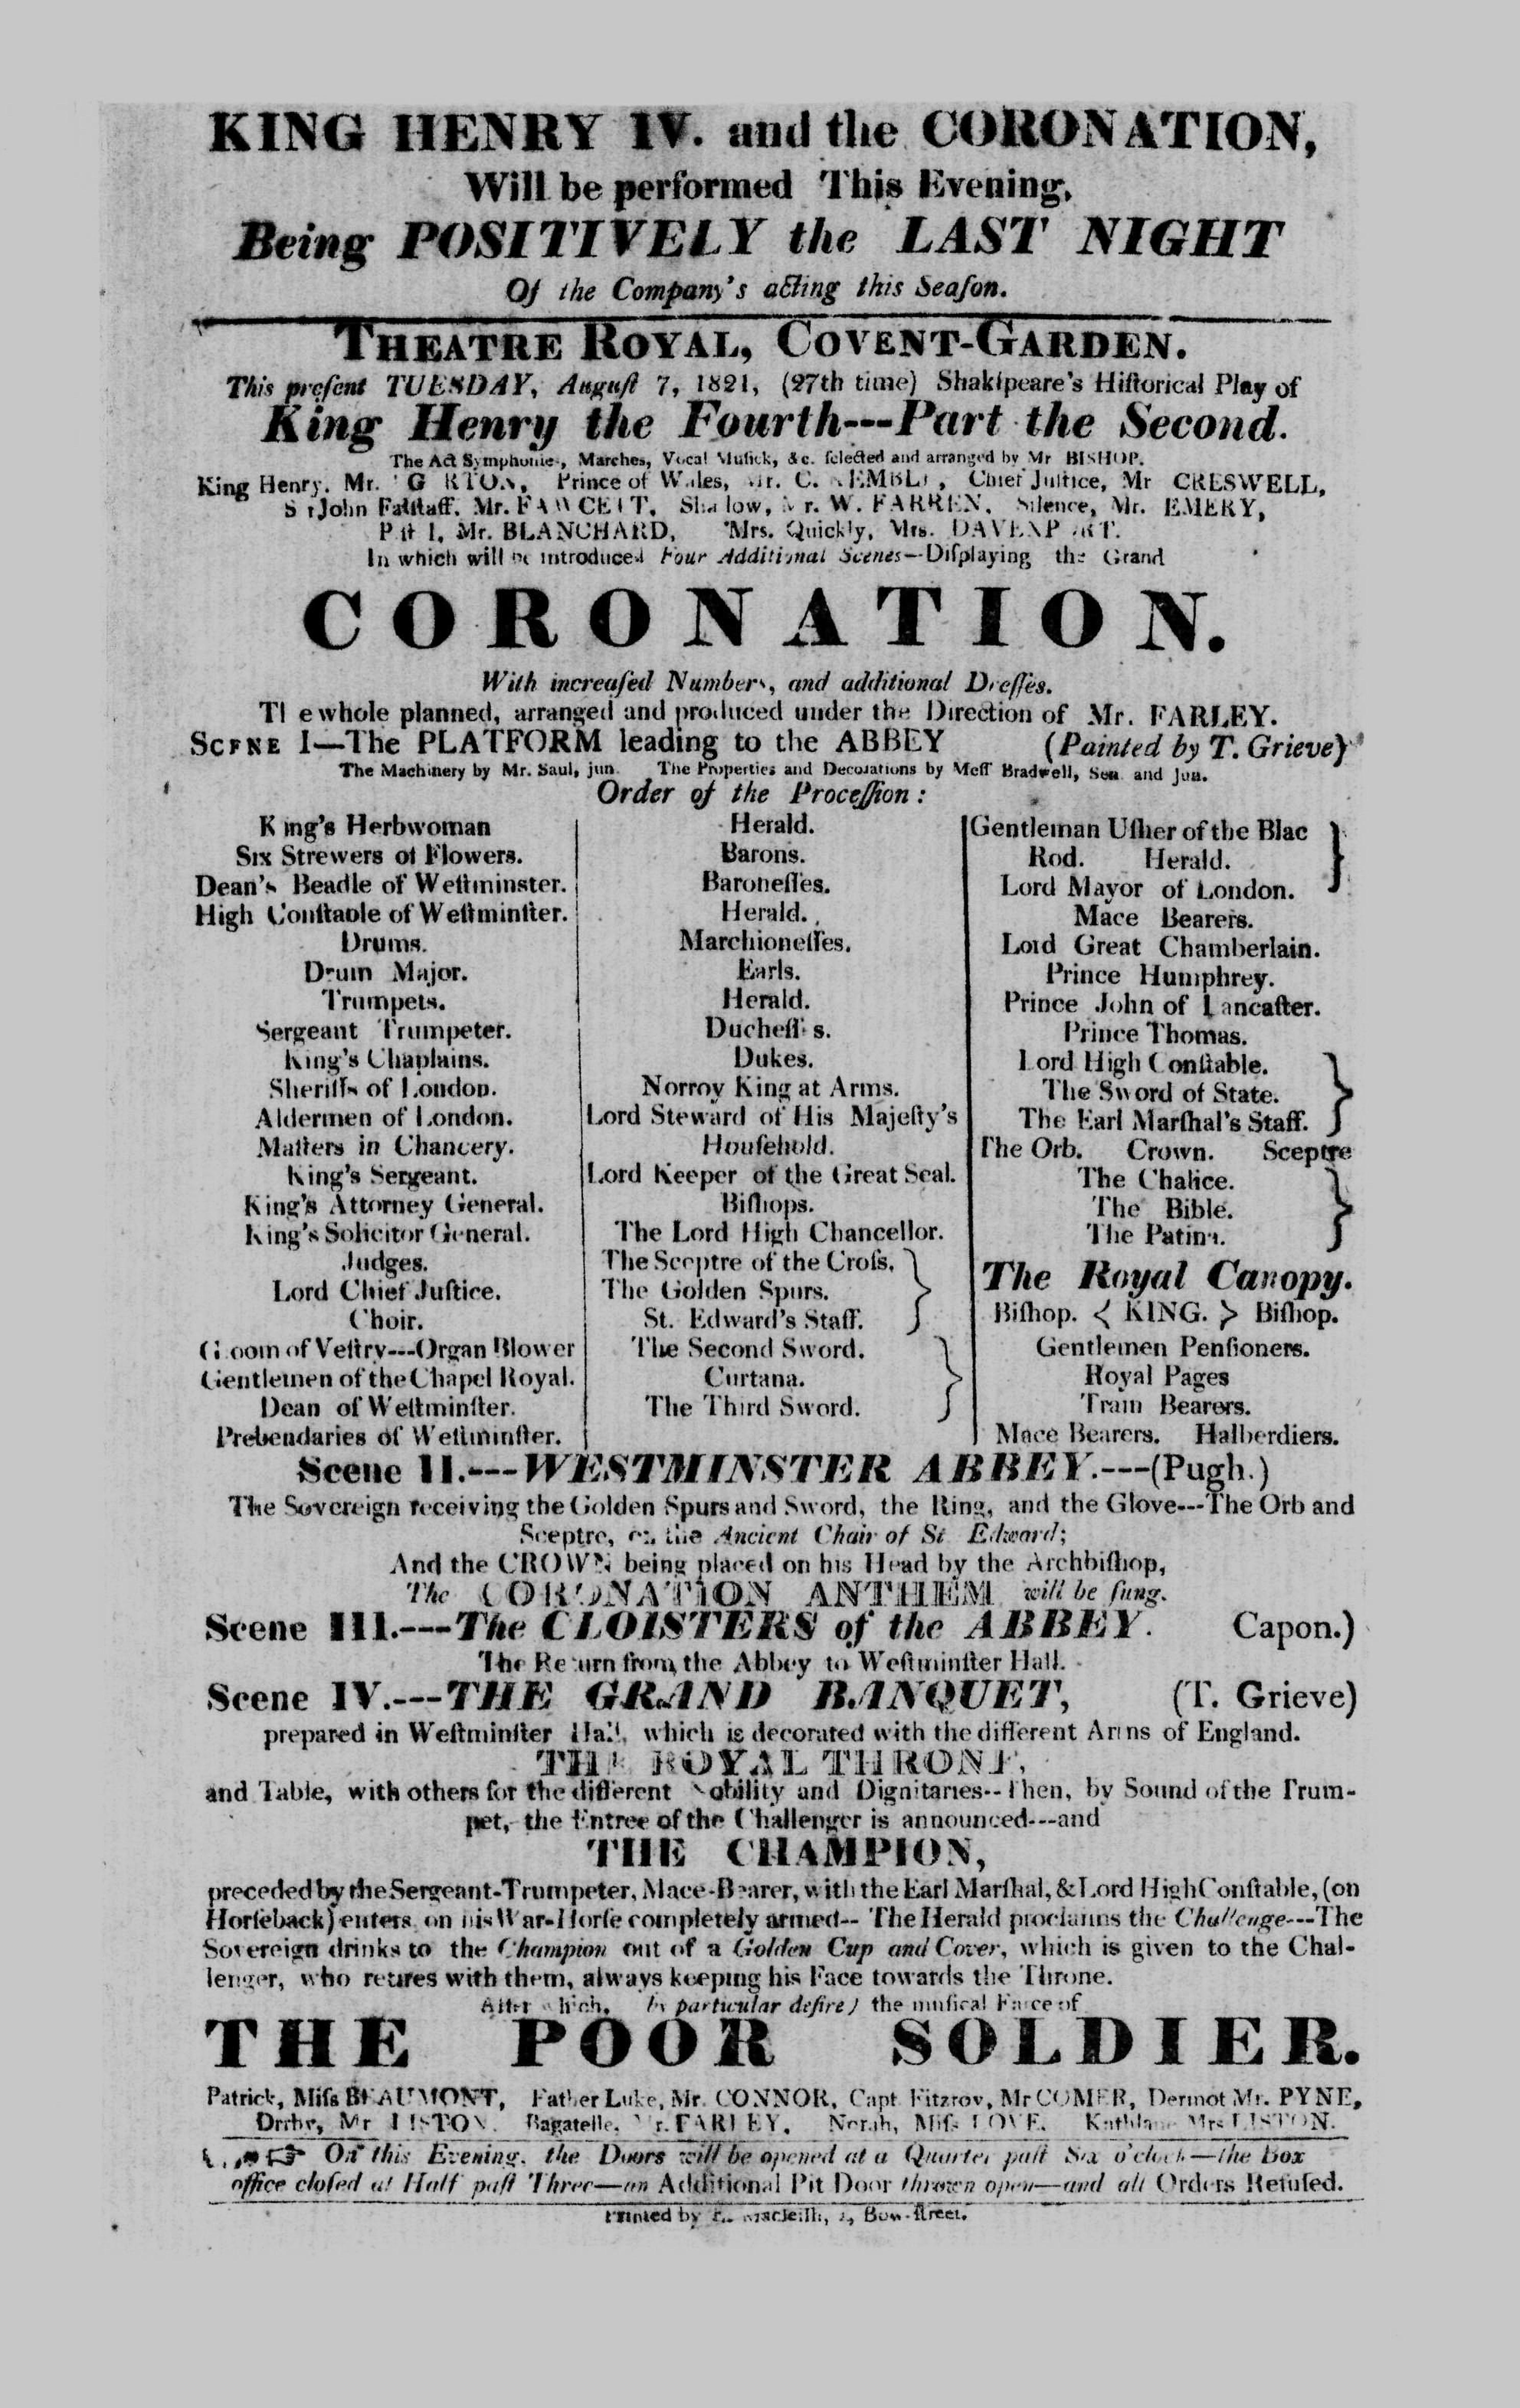 KING HENRY IV. and the CORONATION,
Will be performed This Evening,
Being POSITIVELY the LAST NIGHT
Of the Company's acting this Seaſon.
THEATRE ROYAL, COVENT-GARDEN.
This preſent TUESDAY, Auguſt 7, 1821, (27th time) Shakſpeare's Hiſtorical Play of
King Henry the Fourth---Part the Second.
The Act Symphonies, Marches, Vocal Muſick, &c. ſelected and arranged by Mr BISHOP.
King Henry, Mr. Prince of Wales, Mr. C. KEMBLE, Chief Juſtice, Mr CRESWELL,
Sir John Falſtaff, Mr. FAWCETT, Shallow, Mr. W. FARREN, Silence, Mr. EMERY,
Mr. BLANCHARD, Mrs. Quickly, Mrs. DAVENPORT.
In which will be introduced Four Additional Scenes—Diſplaying the Grand
CORONATION.
With increaſed Numbers, and additional Dreſſes.
The whole planned, arranged and produced under the Direction of Mr. FARLEY.
SCENE I—The PLATFORM leading to the ABBEY (Painted by T. Grieve)
The Machinery by Mr. Saul, jun. The Properties and Decorations by Meſſ Bradwell, Sen. and Jun.
Order of the Proceſſion:
King's Herbwoman
Six Strewers of Flowers.
Dean's Beadle of Weſtminster.
High Conſtable of Weſtminſter.
Drums.
Drum Major.
Trumpets.
Sergeant Trumpeter.
King's Chaplains.
Sheriffs of London.
Aldermen of London.
Maſters in Chancery.
King's Sergeant.
King's Attorney General.
King's Solicitor General.
Judges.
Lord Chief Juſtice.
Choir.
Groom of Veſtry---Organ Blower
Gentlemen of the Chapel Royal.
Dean of Weſtminſter.
Prebendaries of Weſtminſter.
Herald.
Barons.
Baroneſſes.
Herald.
Marchioneſſes.
Earls.
Herald.
Ducheſſes.
Dukes.
Norroy King at Arms.
Lord Steward of His Majeſty's
Houſehold.
Lord Keeper of the Great Seal.
Biſhops.
The Lord High Chancellor.
The Sceptre of the Croſs,
The Golden Spurs.
St. Edward's Staff.
The Second Sword.
Curtana.
The Third Sword.
Gentleman Uſher of the Blac
Rod. Herald.
Lord Mayor of London.
Mace Bearers.
Lord Great Chamberlain.
Prince Humphrey.
Prince John of Lancaſter.
Prince Thomas.
Lord High Conſtable.
The Sword of State.
The Earl Marſhal's Staff.
The Orb. Crown. Sceptre
The Chalice.
The Bible.
The Patina.
The Royal Canopy.
Biſhop. { KING. } Biſhop.
Gentlemen Penſioners.
Royal Pages
Train Bearers.
Mace Bearers. Halberdiers.
Scene II.---WESTMINSTER ABBEY.---(Pugh.)
The Sovereign receiving the Golden Spurs and Sword, the Ring, and the Glove---The Orb and
Sceptre, on the Ancient Chair of St Edward;
And the CROWN being placed on his Head by the Archbiſhop,
The CORONATION ANTHEM will be ſung.
Scene III.---The CLOISTERS of the ABBEY. Capon.)
The Return from the Abbey to Weſtminſter Hall.
Scene IV.---THE GRAND BANQUET, (T. Grieve)
prepared in Weſtminſter Hall, which is decorated with the different Arms of England.
THE ROYAL THRONE,
and Table, with others for the different Nobility and Dignitaries--Then, by Sound of the Trum-
pet, the Entree of the Challenger is announced---and
THE CHAMPION,
preceded by the Sergeant-Trumpeter, Mace-Bearer, with the Earl Marſhal, & Lord High Conſtable, (on
Horſeback) enters on his War-Horſe completely armed-- The Herald proclaims the Challenge---The
Sovereign drinks to the Champion out of a Golden Cup and Cover, which is given to the Chal-
lenger, who retires with them, always keeping his Face towards the Throne.
After which, by particular deſire) the muſical Farce of
THE POOR SOLDIER.
Patrick, Miſs BEAUMONT, Father Luke, Mr. CONNOR, Capt Fitzroy, Mr COMER, Dermot Mr. PYNE,
Mr LISTON, Bagatelle, Mr. FARLEY, Norah, Miſs LOVE, Mrs LISTON.
☞ On this Evening, the Doors will be opened at a Quarter paſt Six o'clock—the Box
office cloſed at Half paſt Three—an Additional Pit Door thrown open—and all Orders Refuſed.
Printed by Bow-ſtreet.